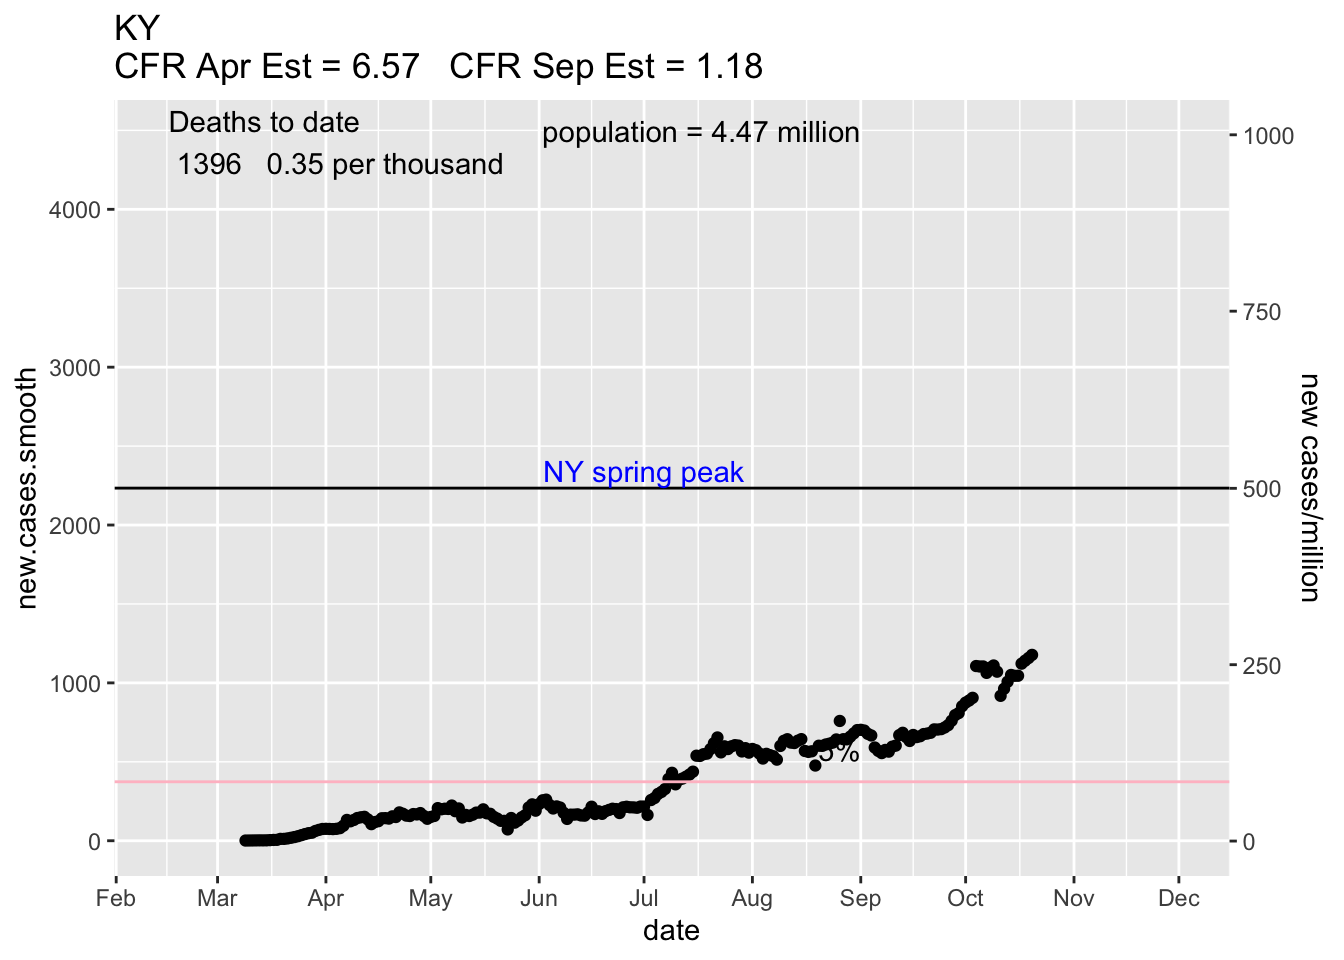 KY
CFR Apr Est = 6.57   CFR Sep Est = 1.18
Deaths to date
1396   0.35 per thousand
population = 4.47 million
NY spring peak
5%
new.cases.smooth
4000
3000
2000
1000
0
1000
750
500
250
0
new cases/million
Feb Mar Apr May Jun Jul Aug Sep Oct Nov Dec
date